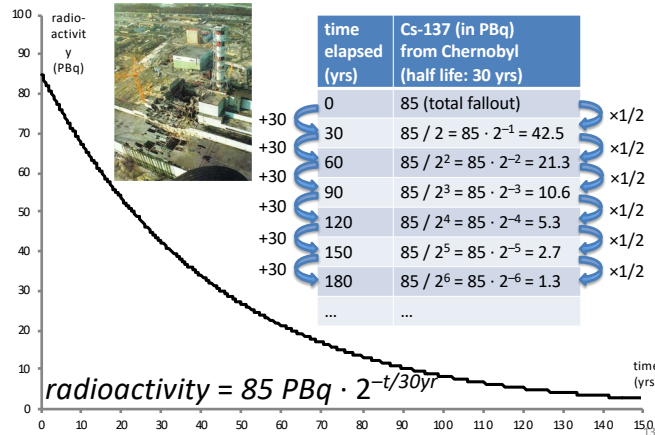 radio-
activit
y
(PBq)
100
90
80
70
60
50
40
30
20
10
0
time elapsed (yrs) Cs-137 (in PBq) from Chernobyl (half life: 30 yrs)
0 85 (total fallout)
30 85 / 2 = 85 · 2⁻¹ = 42.5
60 85 / 2² = 85 · 2⁻² = 21.3
90 85 / 2³ = 85 · 2⁻³ = 10.6
120 85 / 2⁴ = 85 · 2⁻⁴ = 5.3
150 85 / 2⁵ = 85 · 2⁻⁵ = 2.7
180 85 / 2⁶ = 85 · 2⁻⁶ = 1.3
... ...
+30
+30
+30
+30
+30
+30
×1/2
×1/2
×1/2
×1/2
×1/2
×1/2
time
(yrs
radioactivity = 85 PBq · 2^–t/30yr
0 10 20 30 40 50 60 70 80 90 100 110 120 130 140 150
13